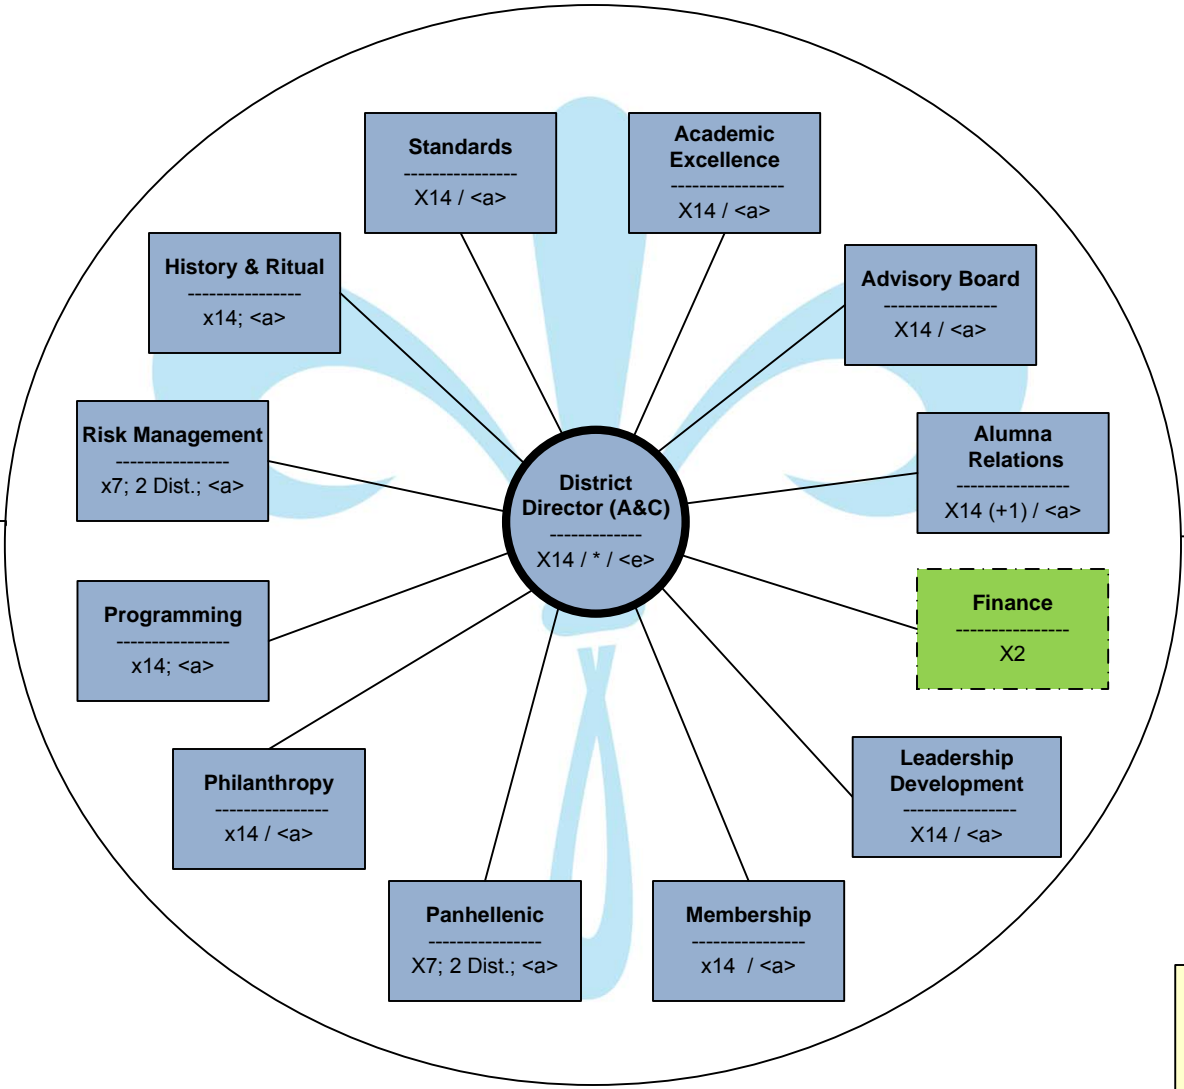 Standards
----------------
X14 / <a>
Academic
Excellence
----------------
X14 / <a>
History & Ritual
----------------
x14; <a>
Advisory Board
----------------
X14 / <a>
Risk Management
----------------
x7; 2 Dist.; <a>
Alumna
Relations
----------------
X14 (+1) / <a>
District
Director (A&C)
-------------
X14 / * / <e>
Programming
----------------
x14; <a>
Finance
----------------
X2
Philanthropy
----------------
x14 / <a>
Leadership
Development
----------------
X14 / <a>
Panhellenic
----------------
X7; 2 Dist.; <a>
Membership
----------------
x14  / <a>